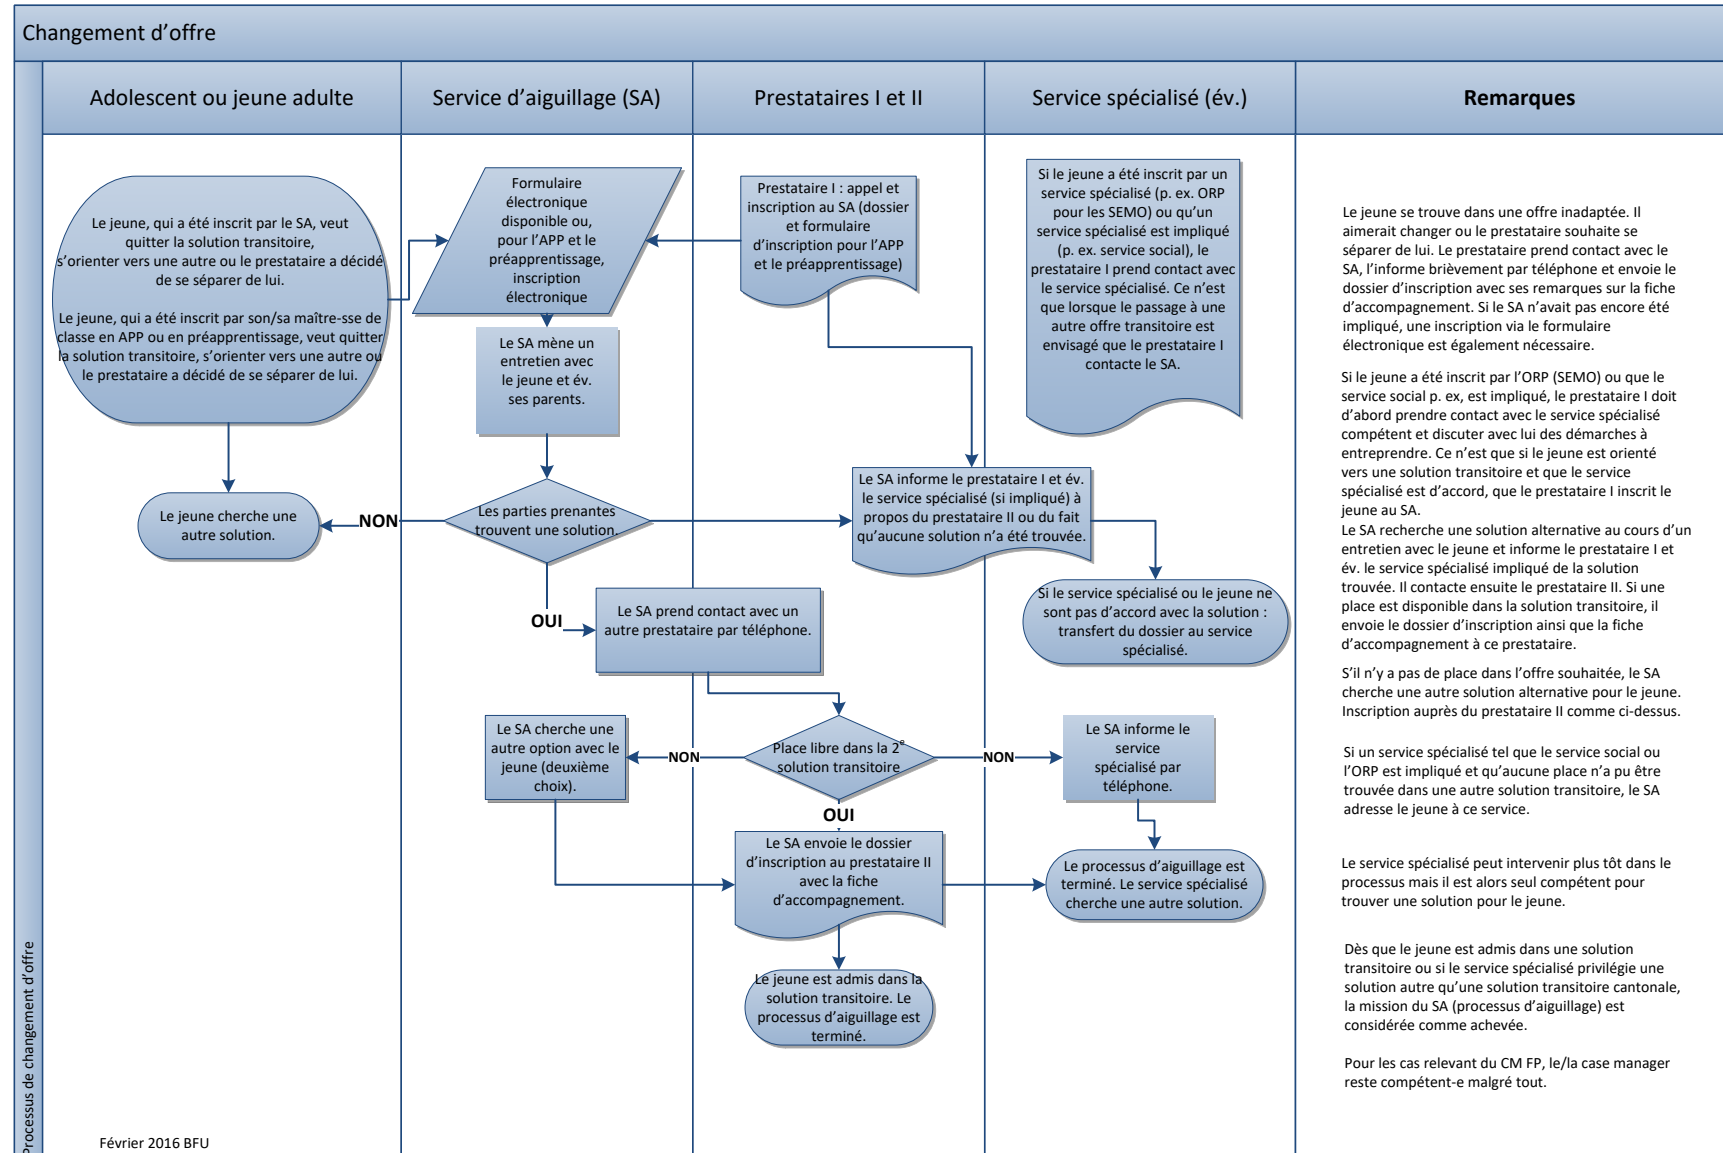 Changement d'offre
Adolescent ou jeune adulte
Service d'aiguillage (SA)
Prestataires I et II
Service spécialisé (év.)
Remarques
Le jeune, qui a été inscrit par le SA, veut
quitter la solution transitoire,
s'orienter vers une autre ou le prestataire a décidé
de se séparer de lui.
Le jeune, qui a été inscrit par son/sa maître-sse de
classe en APP ou en préapprentissage, veut quitter
la solution transitoire, s'orienter vers une autre ou
le prestataire a décidé de se séparer de lui.
Le jeune cherche une
autre solution.
Formulaire
électronique
disponible ou,
pour l'APP et le
préapprentissage,
inscription
électronique
Le SA mène un
entretien avec
le jeune et év.
ses parents.
Les parties prenantes
trouvent une solution.
NON
OUI
Le SA prend contact avec un
autre prestataire par téléphone.
Le SA cherche une
autre option avec le
jeune (deuxième
choix).
Prestataire I : appel et
inscription au SA (dossier
et formulaire
d'inscription pour l'APP
et le préapprentissage)
Le SA informe le prestataire I et év.
le service spécialisé (si impliqué) à
propos du prestataire II ou du fait
qu'aucune solution n'a été trouvée.
Place libre dans la 2e
solution transitoire
NON
NON
OUI
Le SA envoie le dossier
d'inscription au prestataire II
avec la fiche
d'accompagnement.
Le jeune est admis dans la
solution transitoire. Le
processus d'aiguillage est
terminé.
Si le jeune a été inscrit par un
service spécialisé (p. ex. ORP
pour les SEMO) ou qu'un
service spécialisé est impliqué
(p. ex. service social), le
prestataire I prend contact avec
le service spécialisé. Ce n'est
que lorsque le passage à une
autre offre transitoire est
envisagé que le prestataire I
contacte le SA.
Si le service spécialisé ou le jeune ne
sont pas d'accord avec la solution :
transfert du dossier au service
spécialisé.
Le SA informe le
service
spécialisé par
téléphone.
Le processus d'aiguillage est
terminé. Le service spécialisé
cherche une autre solution.
Le jeune se trouve dans une offre inadaptée. Il
aimerait changer ou le prestataire souhaite se
séparer de lui. Le prestataire prend contact avec le
SA, l'informe brièvement par téléphone et envoie le
dossier d'inscription avec ses remarques sur la fiche
d'accompagnement. Si le SA n'avait pas encore été
impliqué, une inscription via le formulaire
électronique est également nécessaire.
Si le jeune a été inscrit par l'ORP (SEMO) ou que le
service social p. ex, est impliqué, le prestataire I doit
d'abord prendre contact avec le service spécialisé
compétent et discuter avec lui des démarches à
entreprendre. Ce n'est que si le jeune est orienté
vers une solution transitoire et que le service
spécialisé est d'accord, que le prestataire I inscrit le
jeune au SA.
Le SA recherche une solution alternative au cours d'un
entretien avec le jeune et informe le prestataire I et
év. le service spécialisé impliqué de la solution
trouvée. Il contacte ensuite le prestataire II. Si une
place est disponible dans la solution transitoire, il
envoie le dossier d'inscription ainsi que la fiche
d'accompagnement à ce prestataire.
S'il n'y a pas de place dans l'offre souhaitée, le SA
cherche une autre solution alternative pour le jeune.
Inscription auprès du prestataire II comme ci-dessus.
Si un service spécialisé tel que le service social ou
l'ORP est impliqué et qu'aucune place n'a pu être
trouvée dans une autre solution transitoire, le SA
adresse le jeune à ce service.
Le service spécialisé peut intervenir plus tôt dans le
processus mais il est alors seul compétent pour
trouver une solution pour le jeune.
Dès que le jeune est admis dans une solution
transitoire ou si le service spécialisé privilégie une
solution autre qu'une solution transitoire cantonale,
la mission du SA (processus d'aiguillage) est
considérée comme achevée.
Pour les cas relevant du CM FP, le/la case manager
reste compétent-e malgré tout.
Processus de changement d'offre
Février 2016 BFU